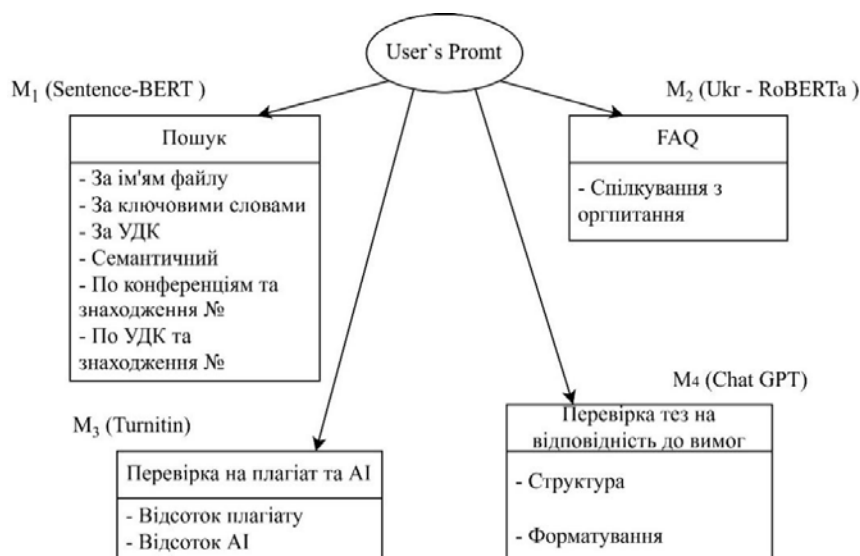 User`s Promt
M1 (Sentence-BERT )
Пошук
- За ім'ям файлу
- За ключовими словами
- За УДК
- Семантичний
- По конференціям та
знаходження №
- По УДК та
знаходження №
M2 (Ukr - RoBERTa )
FAQ
- Спілкування з
оргпитання
M3 (Turnitin)
Перевірка на плагіат та AI
- Відсоток плагіату
- Відсоток AI
M4 (Chat GPT)
Перевірка тез на
відповідність до вимог
- Структура
- Форматування